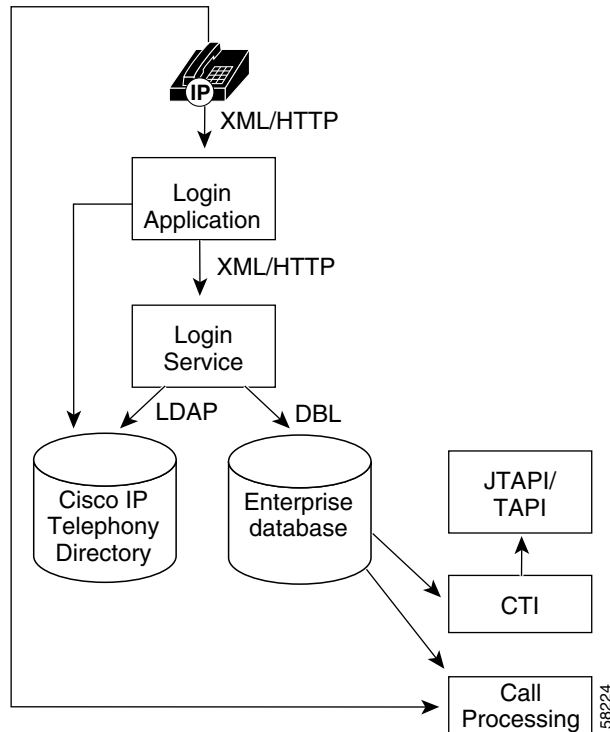 IP
XML/HTTP
Login
Application
XML/HTTP
Login
Service
LDAP
DBL
Cisco IP
Telephony
Directory
Enterprise
database
JTAPI/
TAPI
CTI
Call
Processing
58224